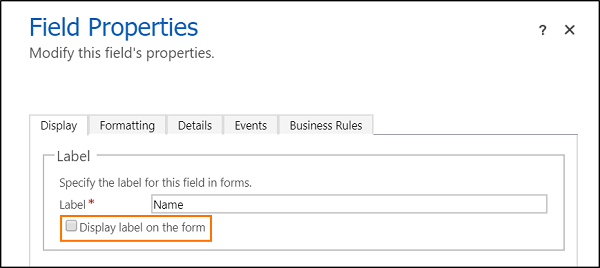 Field Properties
? ×
Modify this field's properties.
Display Formatting Details Events Business Rules
Label
Specify the label for this field in forms.
Label * Name
Display label on the form